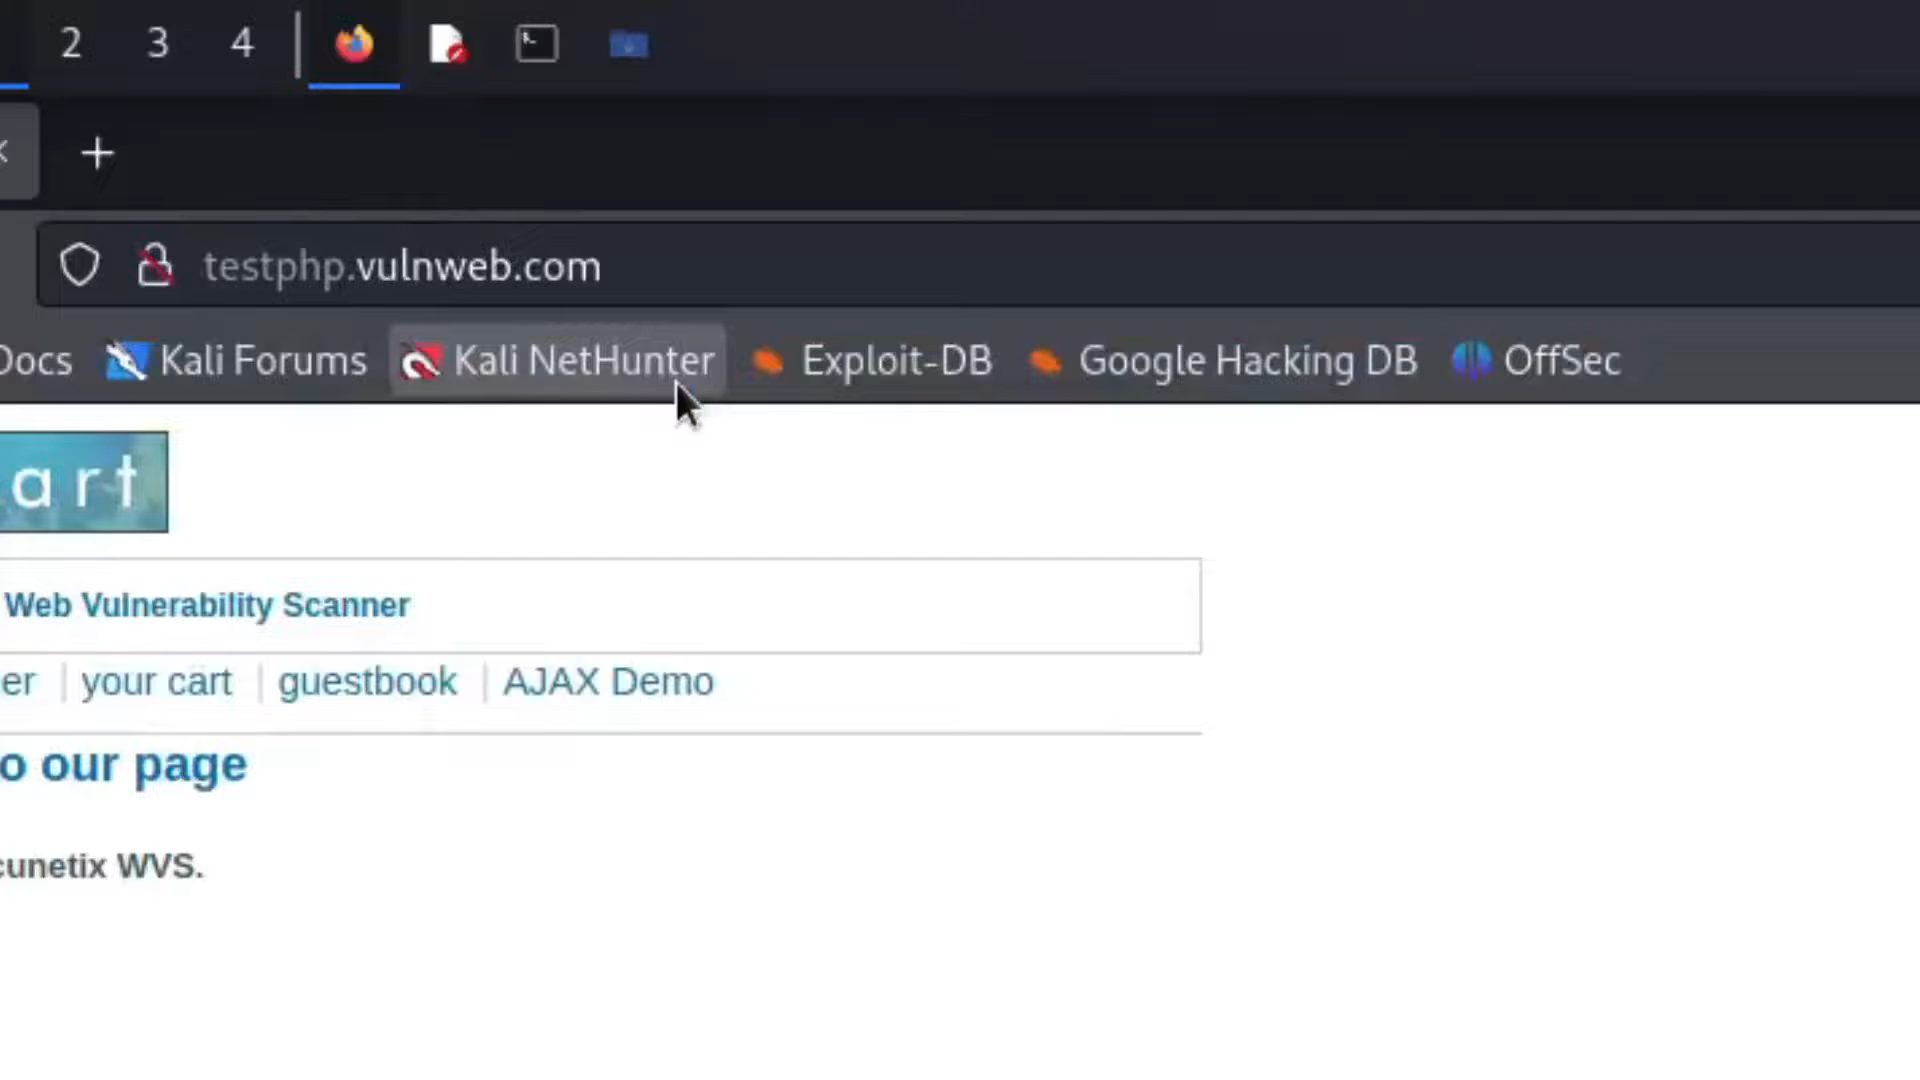 2 3 4
testphp.vulnweb.com
Docs Kali Forums Kali NetHunter Exploit-DB Google Hacking DB OffSec
art
Web Vulnerability Scanner
er your cart guestbook AJAX Demo
o our page
cunetix WVS.